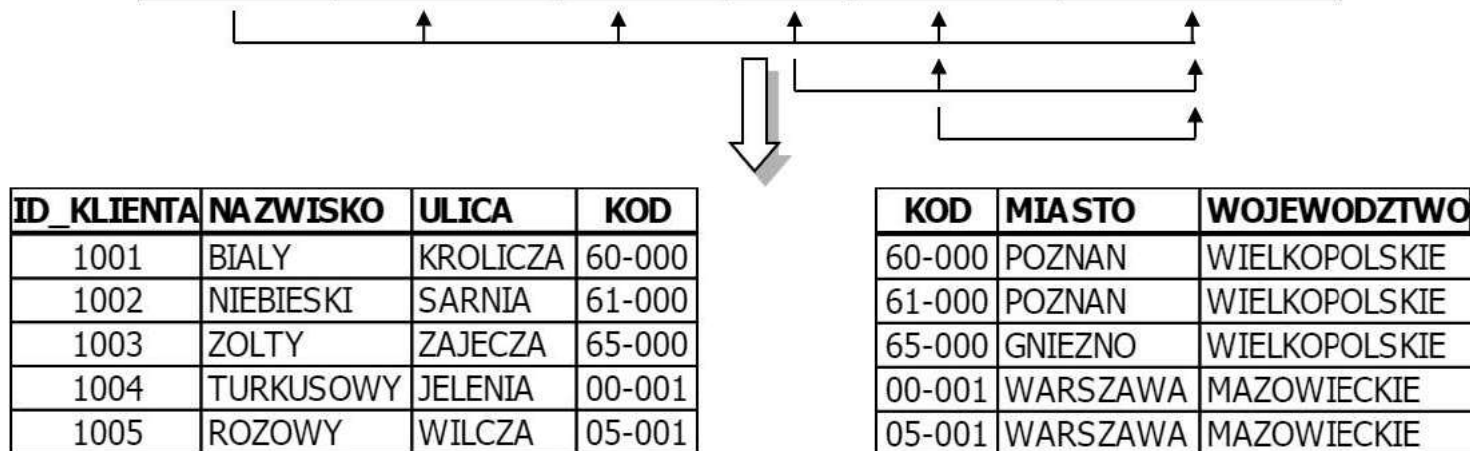 ID_KLIENTA NAZWISKO ULICA KOD KOD MIASTO WOJEWODZTWO
1001 BIALY KROLICZA 60-000 60-000 POZNAN WIELKOPOLSKIE
1002 NIEBIESKI SARNIA 61-000 61-000 POZNAN WIELKOPOLSKIE
1003 ZOLTY ZAJECZA 65-000 65-000 GNIEZNO WIELKOPOLSKIE
1004 TURKUSOWY JELENIA 00-001 00-001 WARSZAWA MAZOWIECKIE
1005 ROZOWY WILCZA 05-001 05-001 WARSZAWA MAZOWIECKIE